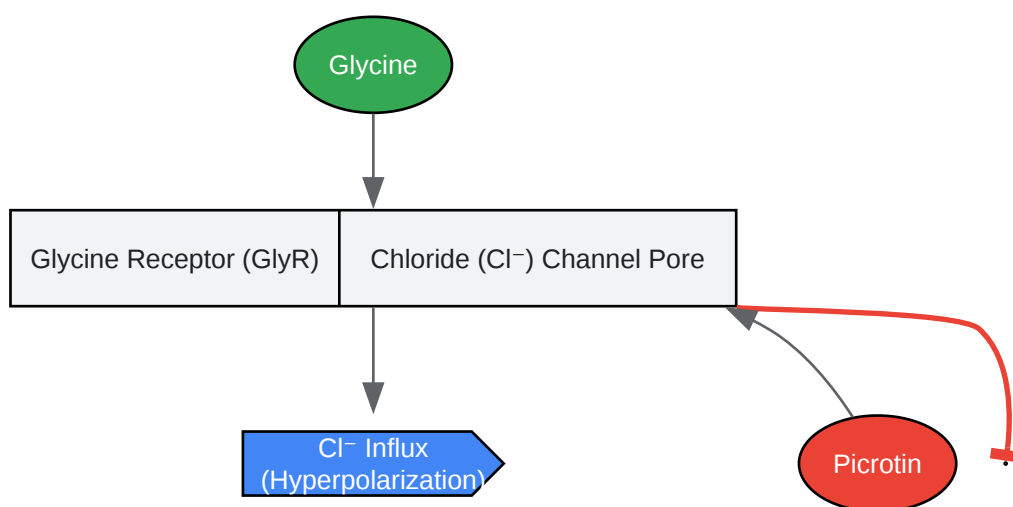 Glycine
Glycine Receptor (GlyR)
Chloride (Cl⁻) Channel Pore
Cl⁻ Influx
(Hyperpolarization)
Picrotin